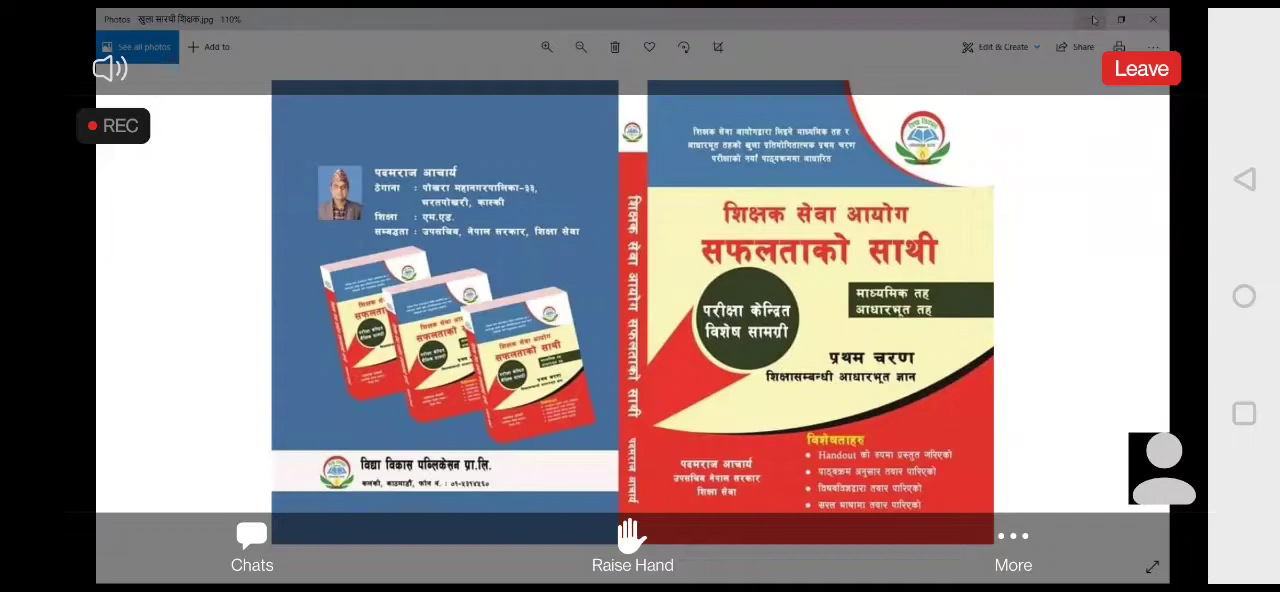 Photos खुला सारथी शिक्षक.jpg 110%
See all photos
Add to
Edit & Create
Share
Leave
REC
पदमराज आचार्य
ठेगाना : पोखरा महानगरपालिका-३३,
भरतपोखरी, कास्की
शिक्षा : एम.एड.
सम्बद्धता : उपसचिव, नेपाल सरकार, शिक्षा सेवा
विद्या विकास पब्लिकेसन प्रा.लि.
शिक्षक सेवा आयोग सफलताको साथी
पदमराज आचार्य
शिक्षक सेवा आयोगद्वारा लिइने माध्यमिक तह र
आधारभूत तहको खुला प्रतियोगितात्मक प्रथम चरण
परीक्षाको नयाँ पाठ्यक्रममा आधारित
शिक्षक सेवा आयोग
सफलताको साथी
परीक्षा केन्द्रित
विशेष सामग्री
माध्यमिक तह
आधारभूत तह
प्रथम चरण
शिक्षासम्बन्धी आधारभूत ज्ञान
पदमराज आचार्य
उपसचिव नेपाल सरकार
शिक्षा सेवा
विशेषताहरु
Handout को रुपमा प्रस्तुत गरिएको
पाठ्यक्रम अनुसार तयार पारिएको
विषयविज्ञद्वारा तयार पारिएको
सरल भाषामा तयार पारिएको
Chats
Raise Hand
More